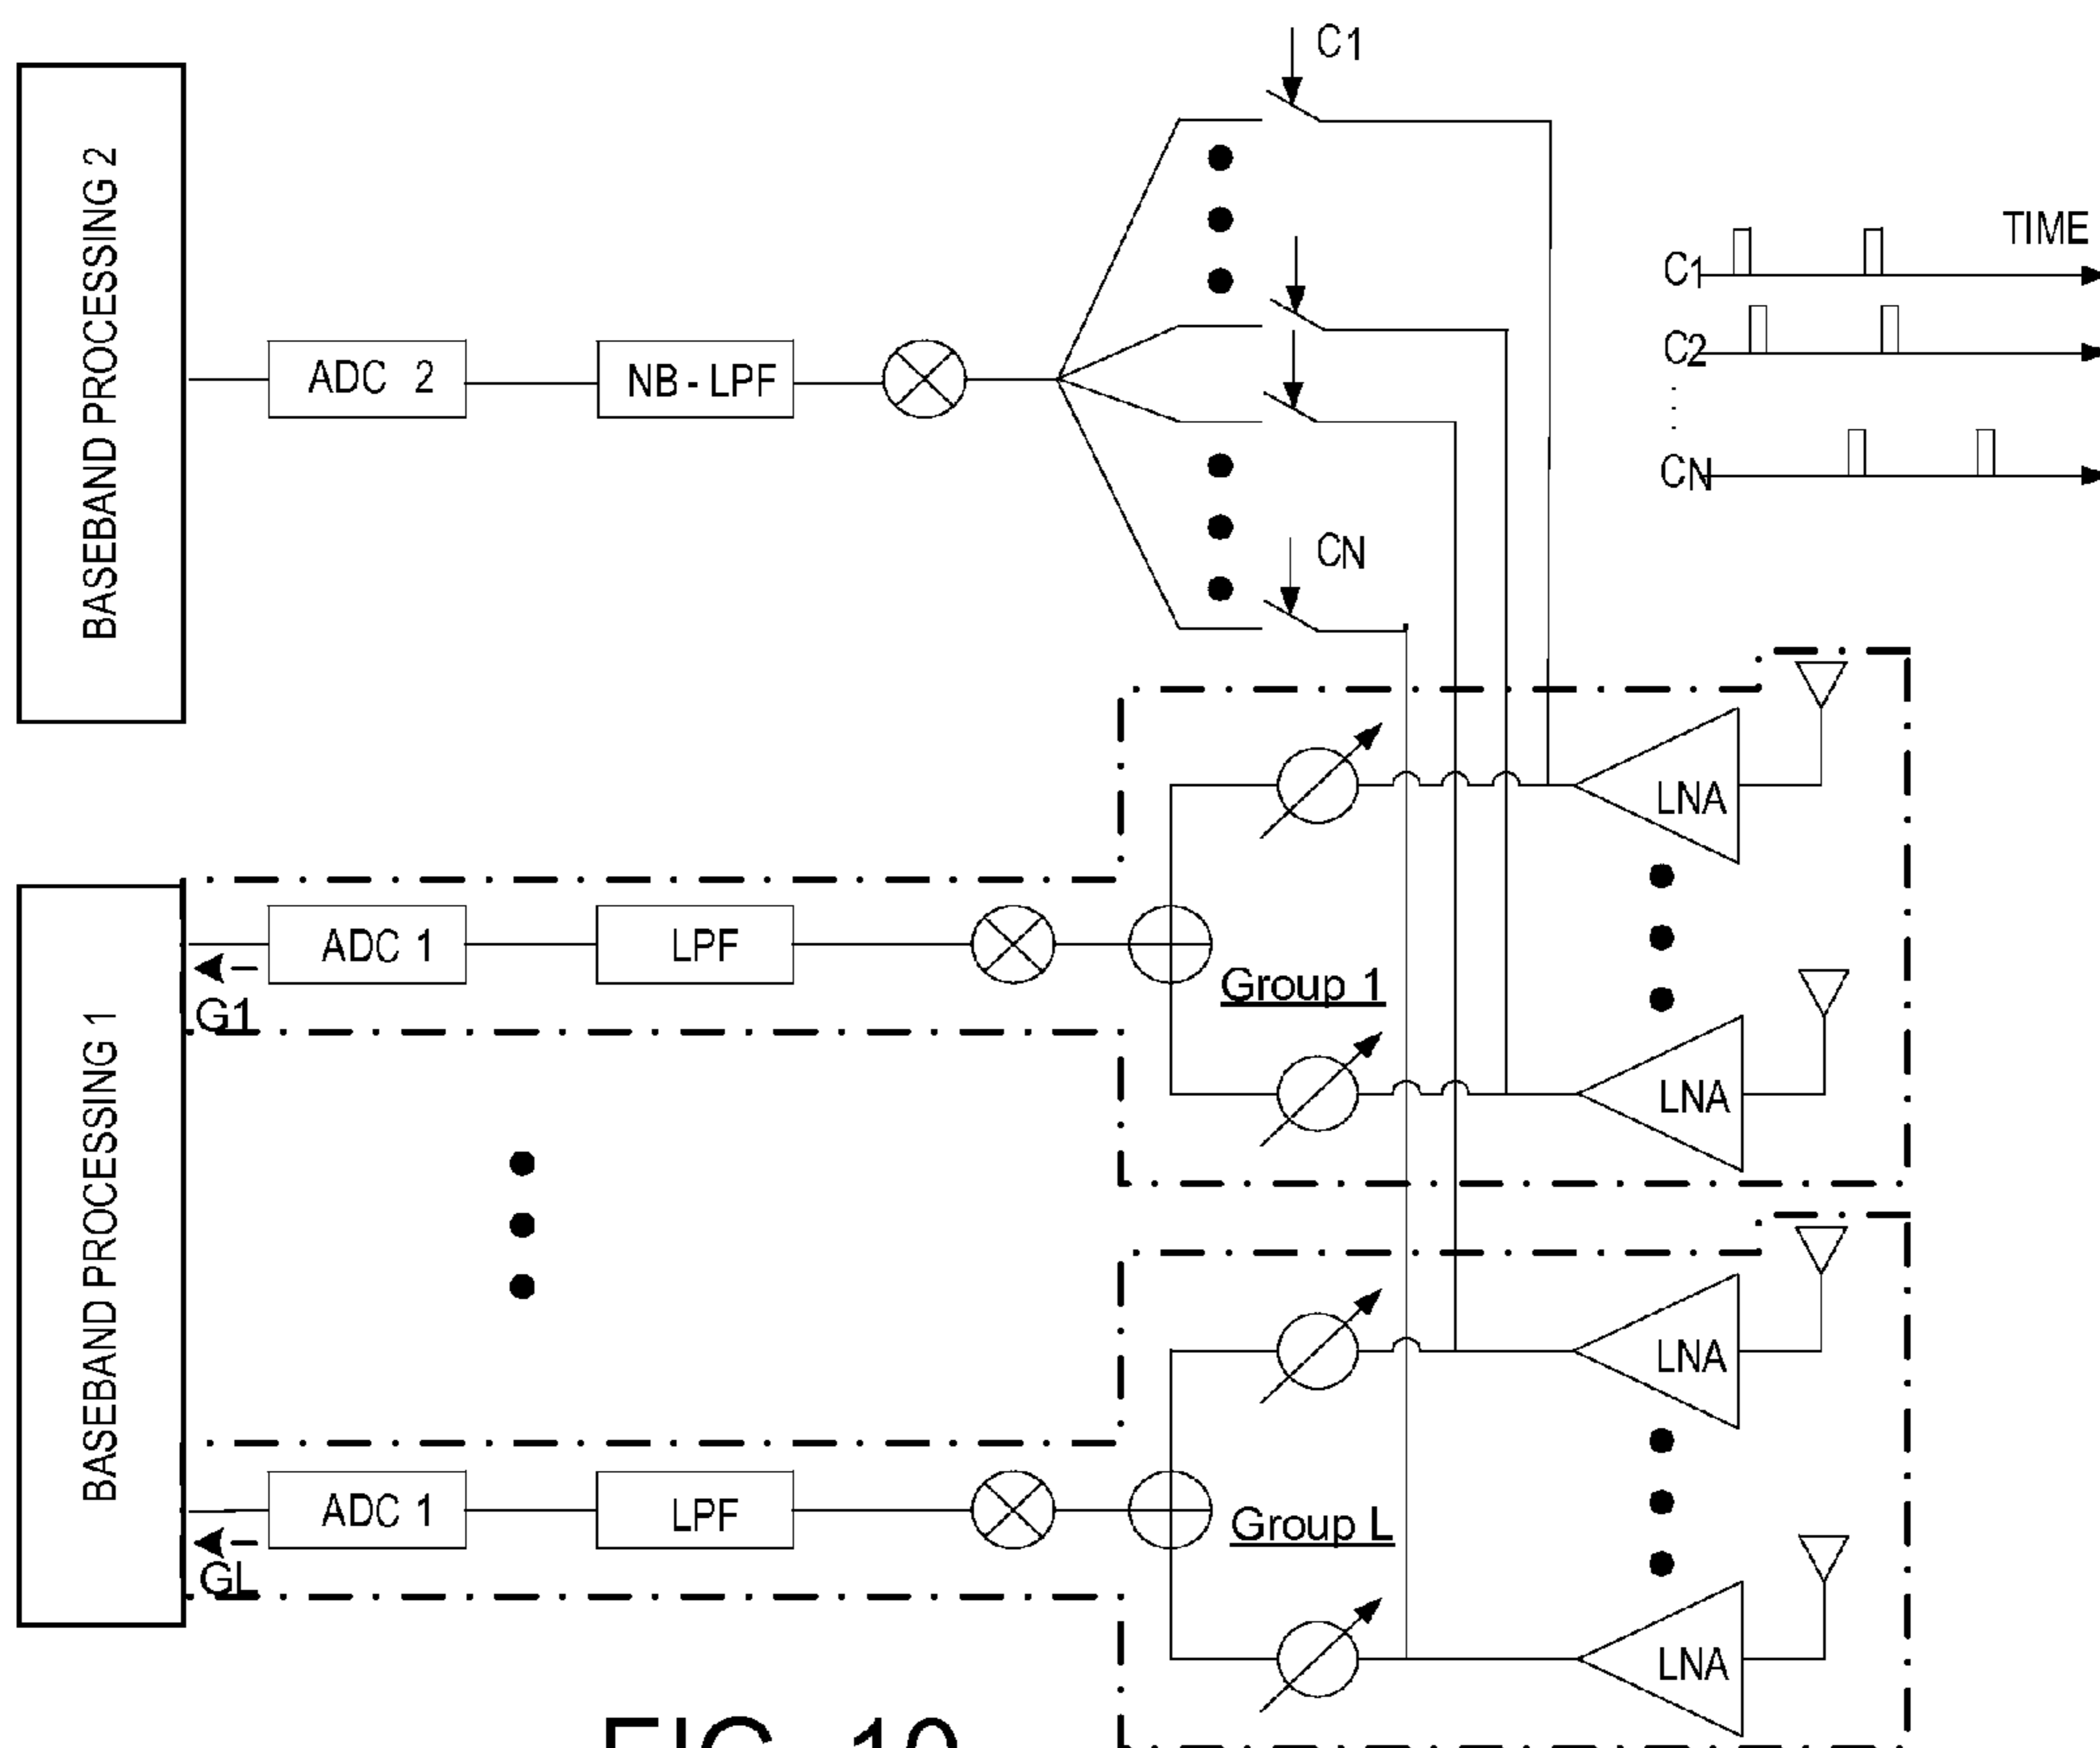 C1
BASEBAND PROCESSING 2
ADC 2
NB - LPF
TIME
C1
C2
CN
CN
LNA
BASEBAND PROCESSING 1
ADC 1
LPF
Group 1
G1
LNA
LNA
ADC 1
LPF
Group L
GL
LNA